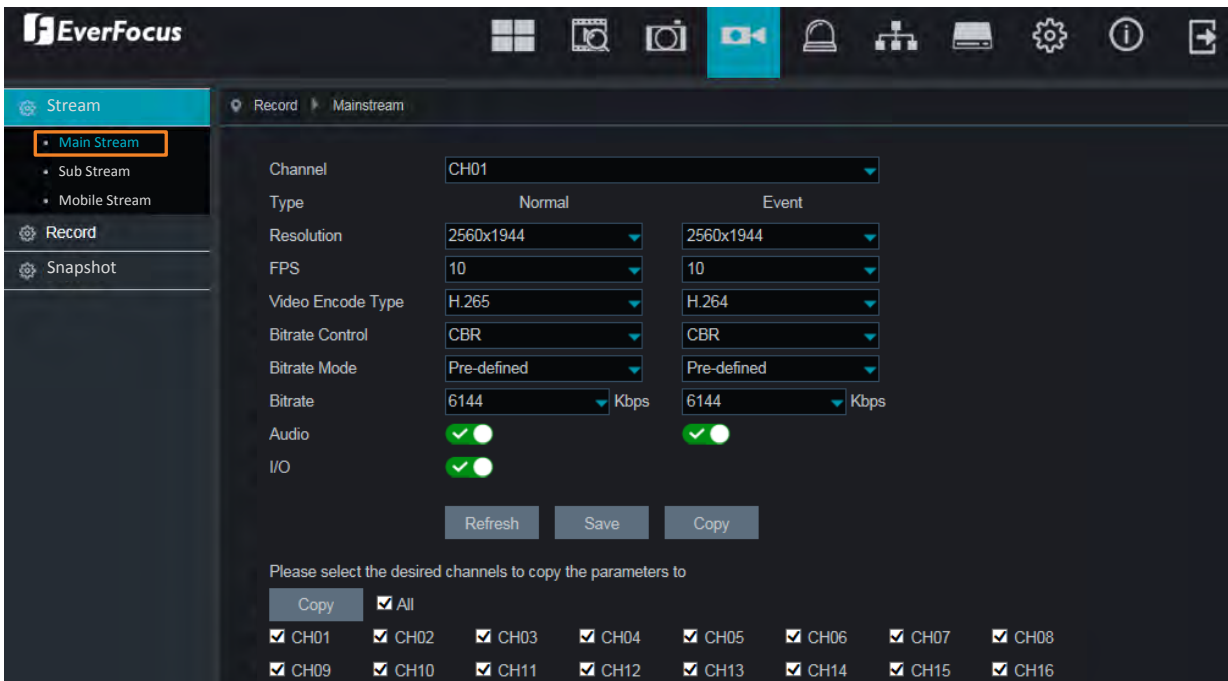 EverFocus
Stream
Main Stream
Sub Stream
Mobile Stream
Record
Snapshot
Record Mainstream
Channel CH01
Type Normal Event
Resolution 2560x1944 2560x1944
FPS 10 10
Video Encode Type H.265 H.264
Bitrate Control CBR CBR
Bitrate Mode Pre-defined Pre-defined
Bitrate 6144 Kbps 6144 Kbps
Audio
I/O
Refresh Save Copy
Please select the desired channels to copy the parameters to
Copy All
CH01 CH02 CH03 CH04 CH05 CH06 CH07 CH08
CH09 CH10 CH11 CH12 CH13 CH14 CH15 CH16